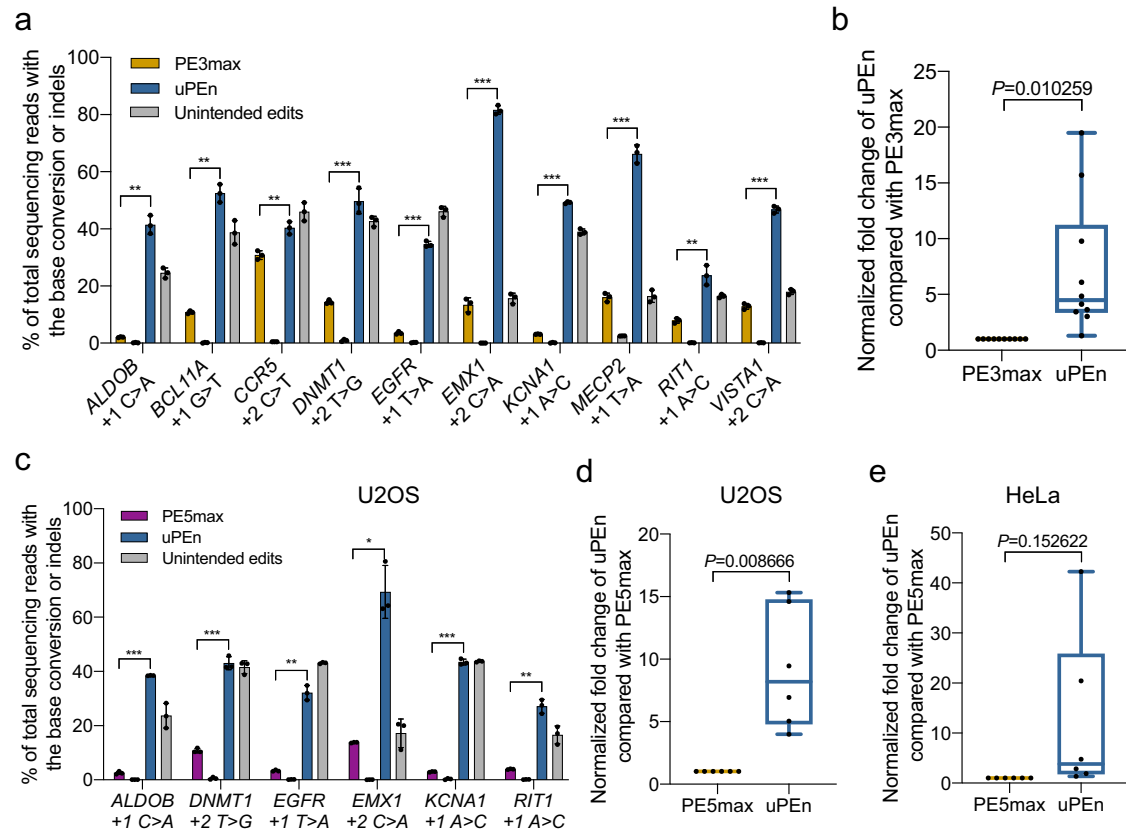 a
% of total sequencing reads with
the base conversion or indels
100
80
60
40
20
0
PE3max
uPEn
Unintended edits
**
**
**
***
***
***
***
***
**
***
ALDOB
+1 C>A
BCL11A
+1 G>T
CCR5
+2 C>T
DNMT1
+2 T>G
EGFR
+1 T>A
EMX1
+2 C>A
KCNA1
+1 A>C
MECP2
+1 T>A
RIT1
+1 A>C
VISTA1
+2 C>A
b
Normalized fold change of uPEn
compared with PE3max
25
20
15
10
5
0
P=0.010259
PE3max
uPEn
c
U2OS
% of total sequencing reads with
the base conversion or indels
100
80
60
40
20
0
PE5max
uPEn
Unintended edits
***
***
**
*
***
**
ALDOB
+1 C>A
DNMT1
+2 T>G
EGFR
+1 T>A
EMX1
+2 C>A
KCNA1
+1 A>C
RIT1
+1 A>C
d
U2OS
Normalized fold change of uPEn
compared with PE5max
20
15
10
5
0
P=0.008666
PE5max
uPEn
e
HeLa
Normalized fold change of uPEn
compared with PE5max
50
40
30
20
10
0
P=0.152622
PE5max
uPEn